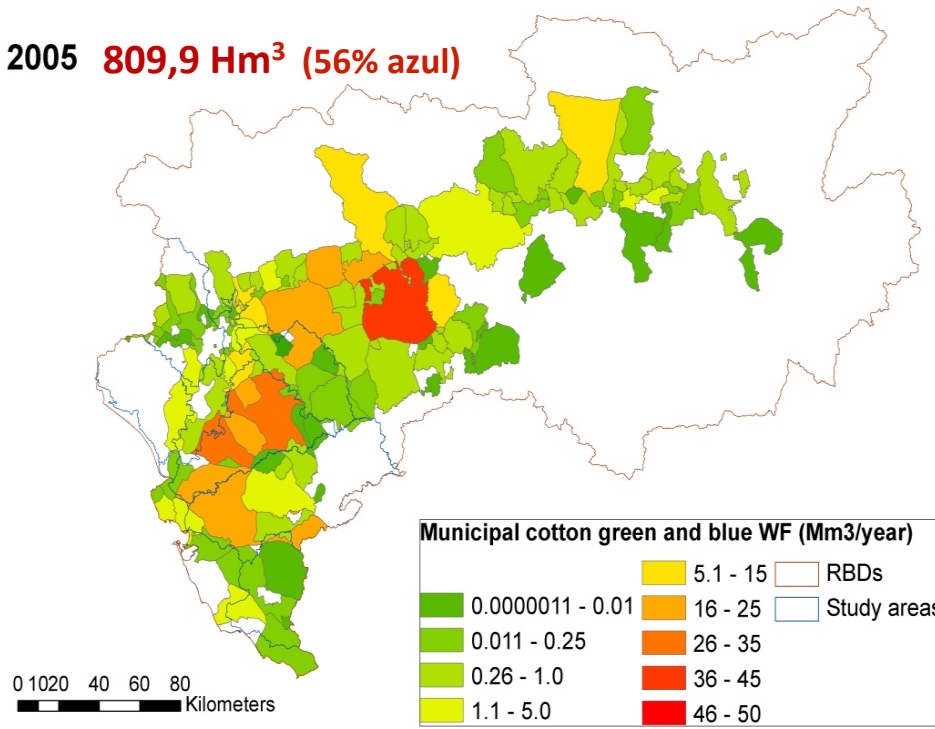 2005 809,9 Hm³ (56% azul)
Municipal cotton green and blue WF (Mm3/year)
0.0000011 - 0.01
0.011 - 0.25
0.26 - 1.0
1.1 - 5.0
5.1 - 15
16 - 25
26 - 35
36 - 45
46 - 50
RBDs
Study areas
0 1020 40 60 80
Kilometers